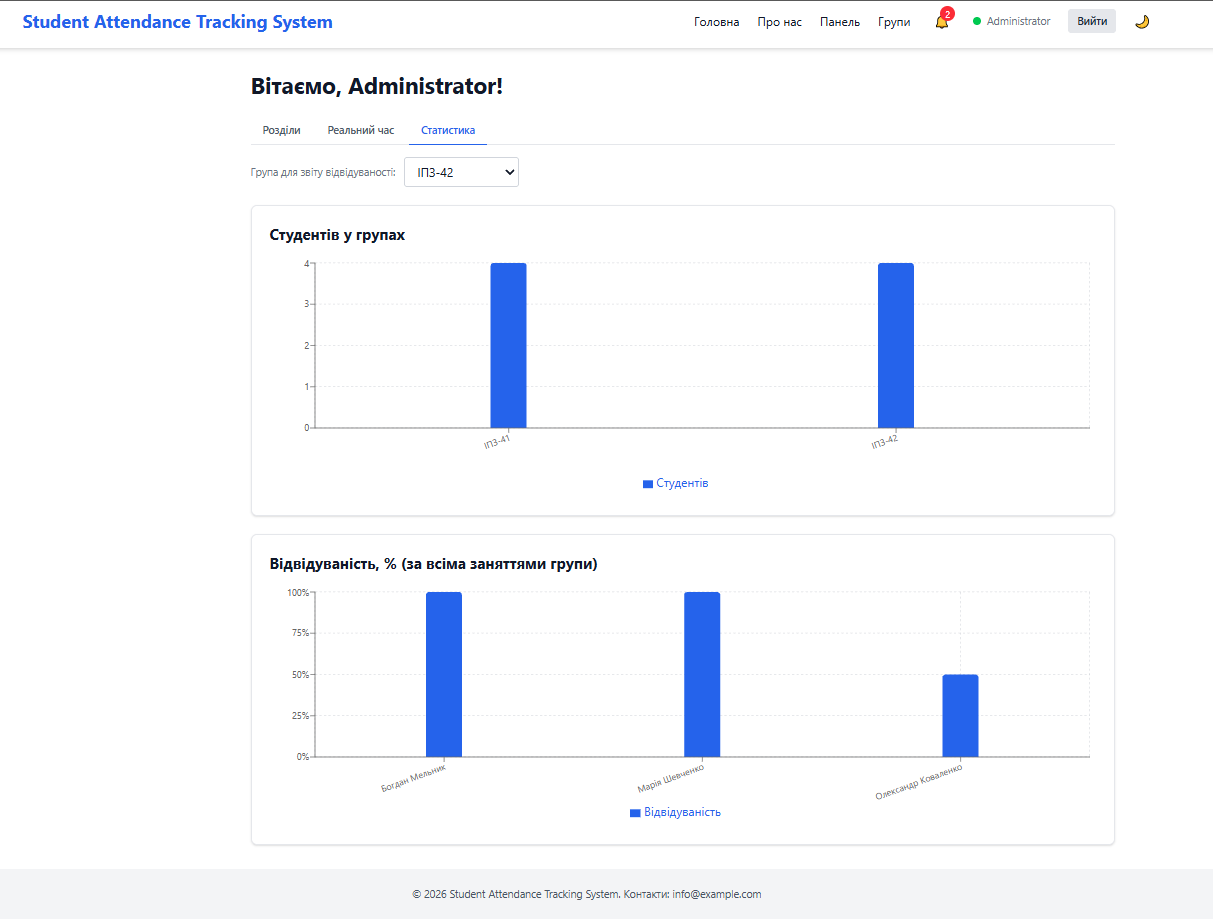 Student Attendance Tracking System
Головна Про нас Панель Групи 2 Administrator Вийти
Вітаємо, Administrator!
Розділи Реальний час Статистика
Група для звіту відвідуваності: ІПЗ-42
Студентів у групах
4
3
2
1
0
ІПЗ-41 ІПЗ-42
Студентів
Відвідуваність, % (за всіма заняттями групи)
100%
75%
50%
25%
0%
Богдан Мельник Марія Шевченко Олександр Коваленко
Відвідуваність
© 2026 Student Attendance Tracking System. Контакти: info@example.com